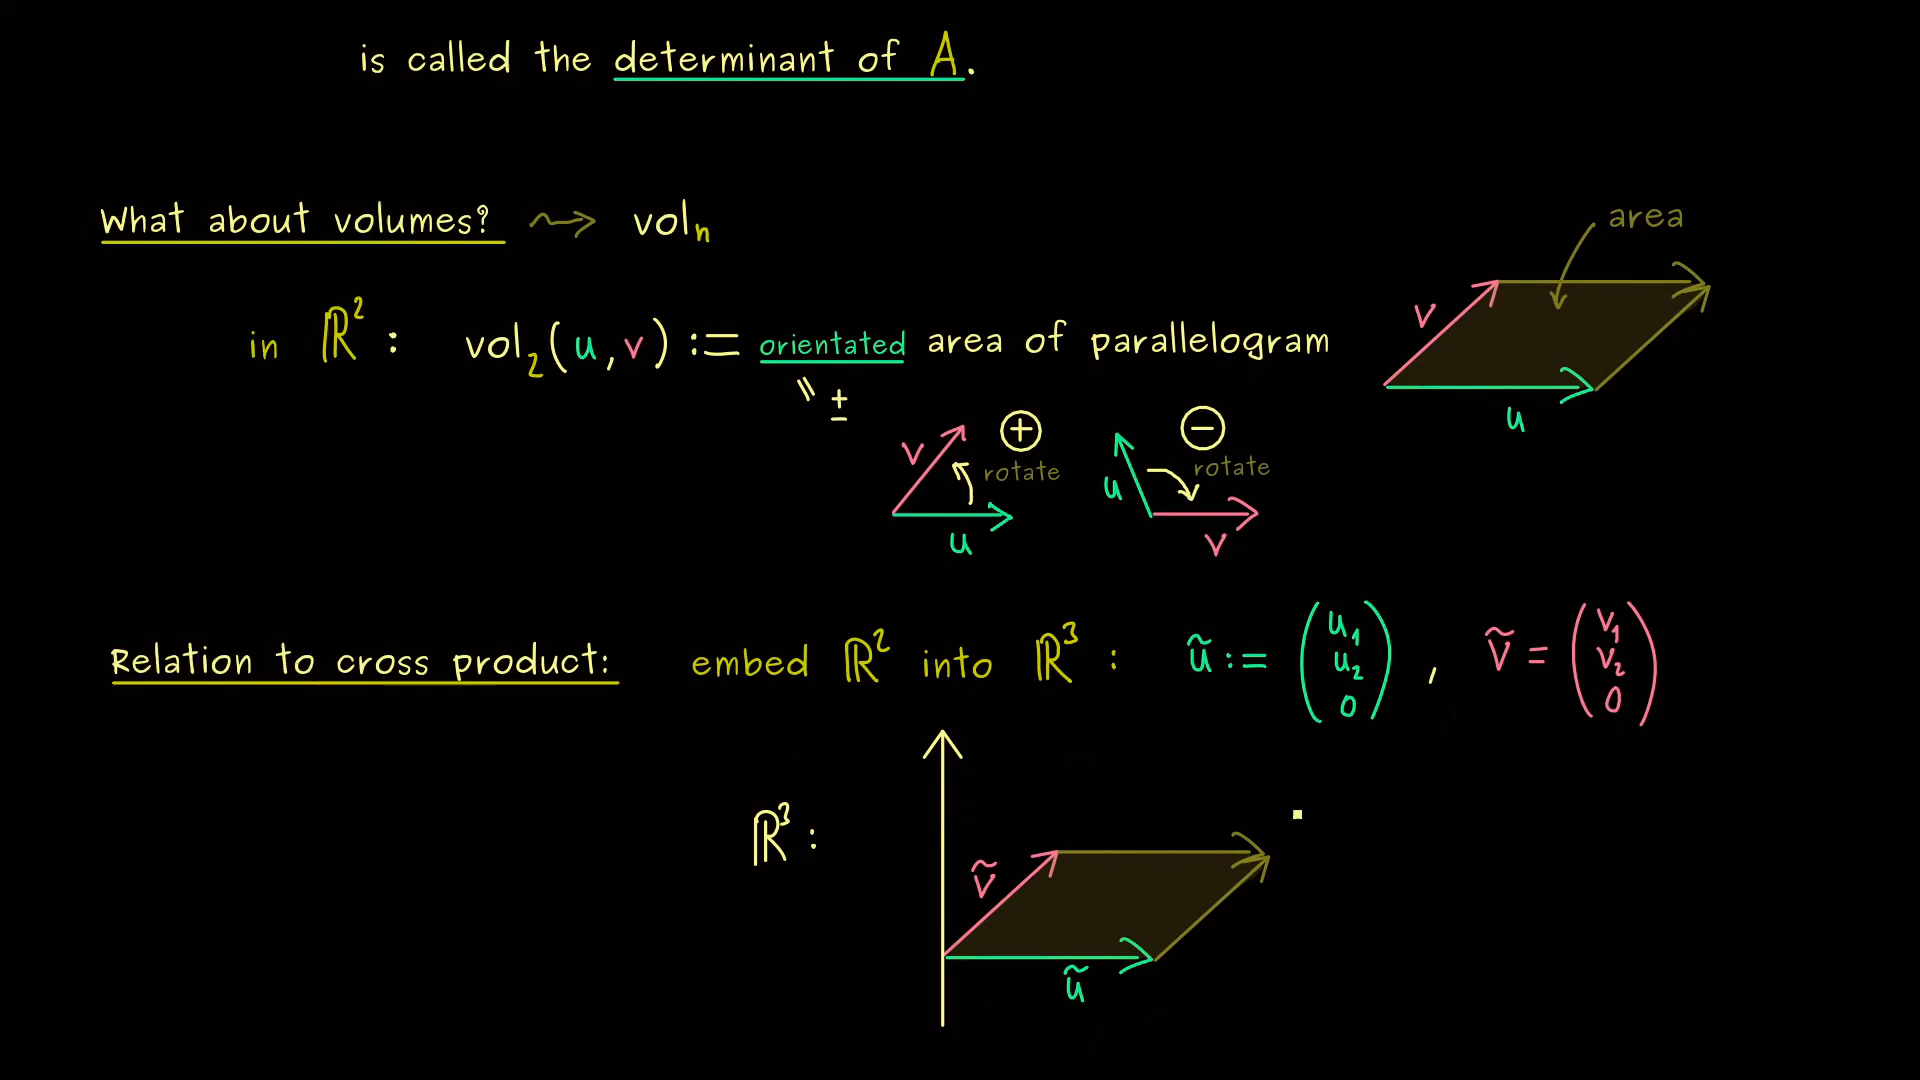 is called the determinant of A.
What about volumes? ⇝ volₙ
area
in ℝ² : vol₂(u,v) := orientated area of parallelogram
v
u
" ±
v ⊕ rotate u
u ⊖ rotate v
Relation to cross product: embed ℝ² into ℝ³ : ũ := (u₁ u₂ 0) , ṽ = (v₁ v₂ 0)
ℝ³ :
ṽ
ũ